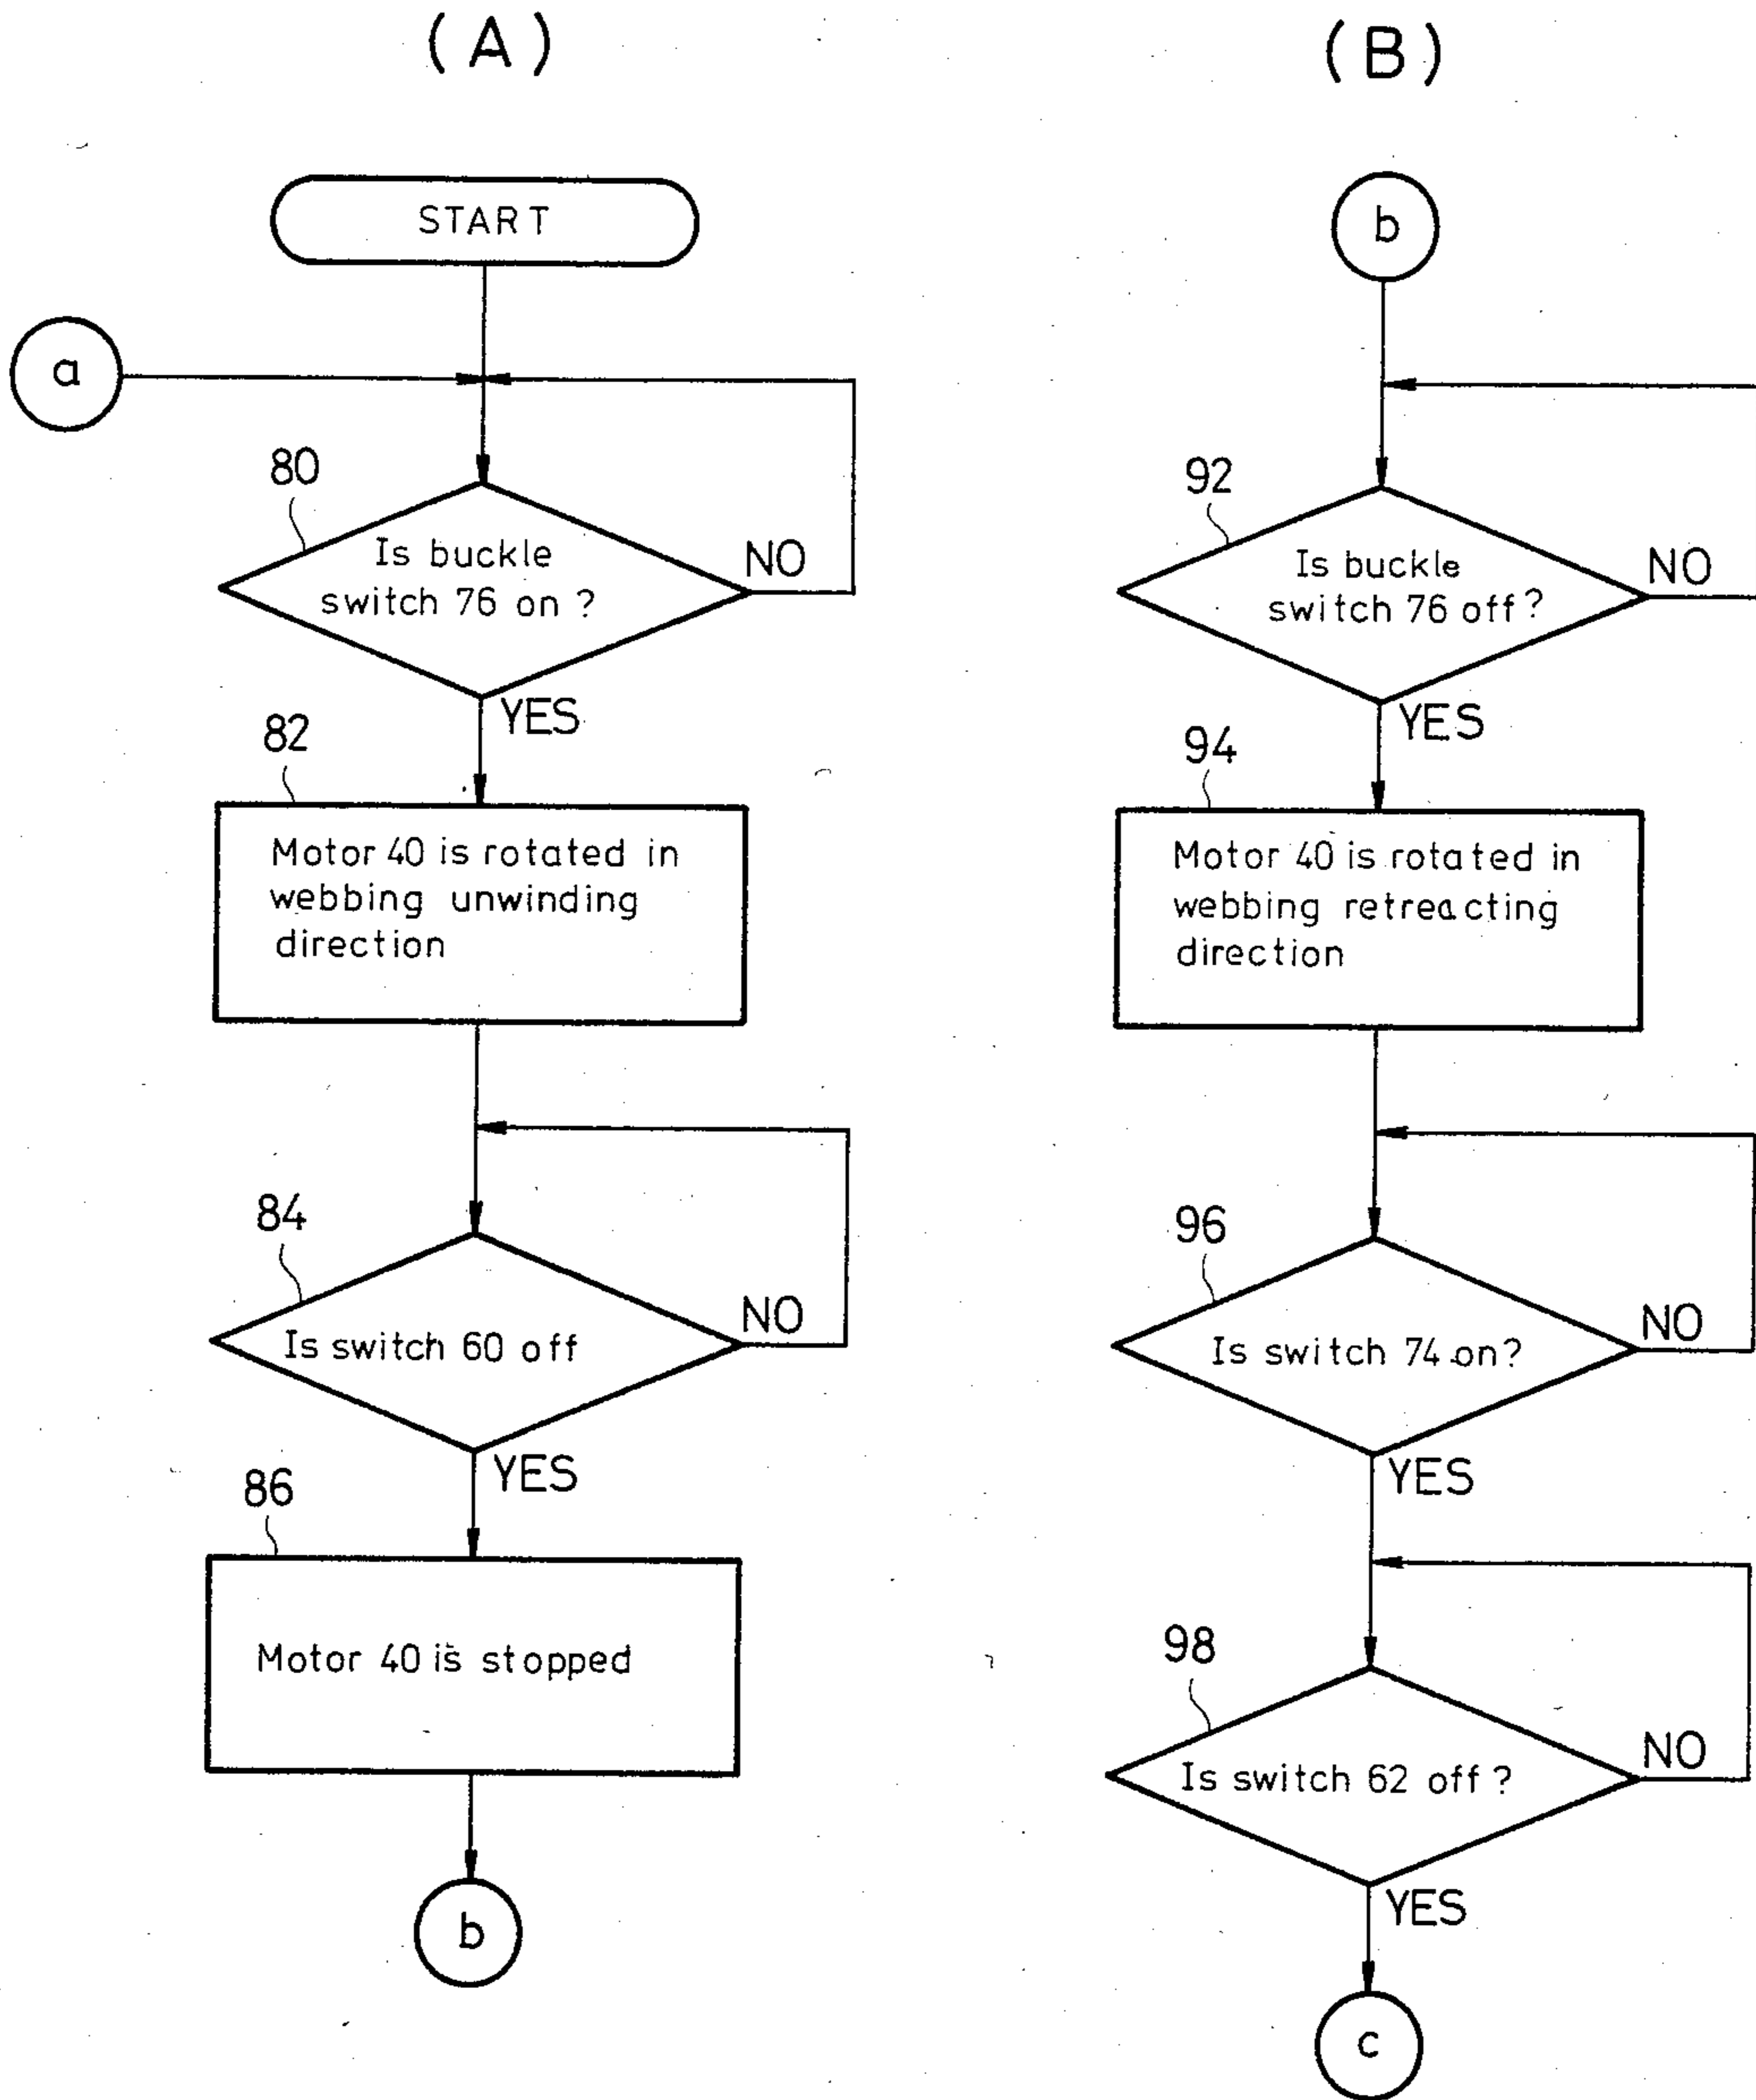 (A)
START
a
80
Is buckle
switch 76 on ?
NO
YES
82
Motor 40 is rotated in
webbing unwinding
direction
84
Is switch 60 off
NO
YES
86
Motor 40 is stopped
b
(B)
b
92
Is buckle
switch 76 off?
NO
YES
94
Motor 40 is rotated in
webbing retreacting
direction
96
Is switch 74 on?
NO
YES
98
Is switch 62 off ?
NO
YES
c